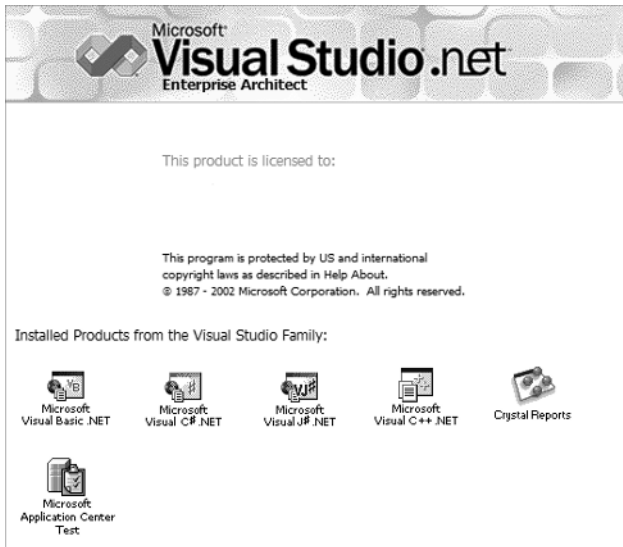 Microsoft
Visual Studio .net
Enterprise Architect
This product is licensed to:
This program is protected by US and international
copyright laws as described in Help About.
© 1987 - 2002 Microsoft Corporation. All rights reserved.
Installed Products from the Visual Studio Family:
VB
#
VJ#
Microsoft
Visual Basic .NET
Microsoft
Visual C# .NET
Microsoft
Visual J# .NET
Microsoft
Visual C++ .NET
Crystal Reports
Microsoft
Application Center
Test